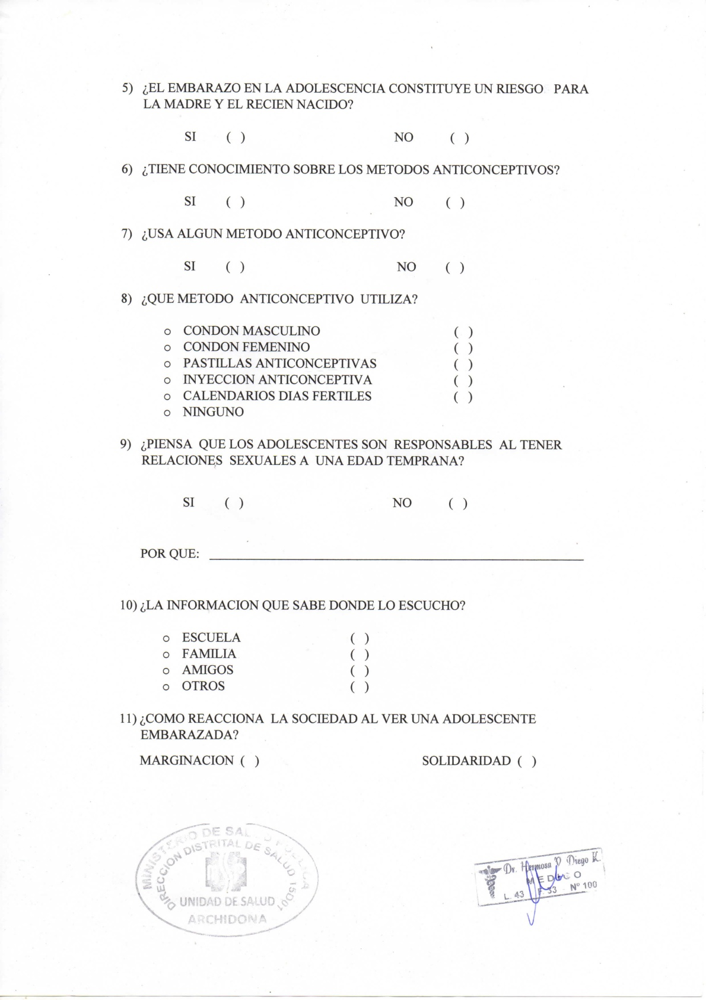 5) ¿EL EMBARAZO EN LA ADOLESCENCIA CONSTITUYE UN RIESGO PARA
LA MADRE Y EL RECIEN NACIDO?
SI ( ) NO ( )
6) ¿TIENE CONOCIMIENTO SOBRE LOS METODOS ANTICONCEPTIVOS?
SI ( ) NO ( )
7) ¿USA ALGUN METODO ANTICONCEPTIVO?
SI ( ) NO ( )
8) ¿QUE METODO ANTICONCEPTIVO UTILIZA?
o CONDON MASCULINO ( )
o CONDON FEMENINO ( )
o PASTILLAS ANTICONCEPTIVAS ( )
o INYECCION ANTICONCEPTIVA ( )
o CALENDARIOS DIAS FERTILES ( )
o NINGUNO
9) ¿PIENSA QUE LOS ADOLESCENTES SON RESPONSABLES AL TENER
RELACIONES SEXUALES A UNA EDAD TEMPRANA?
SI ( ) NO ( )
POR QUE: ____________________
10) ¿LA INFORMACION QUE SABE DONDE LO ESCUCHO?
o ESCUELA ( )
o FAMILIA ( )
o AMIGOS ( )
o OTROS ( )
11) ¿COMO REACCIONA LA SOCIEDAD AL VER UNA ADOLESCENTE
EMBARAZADA?
MARGINACION ( ) SOLIDARIDAD ( )
MINISTERIO DE SALUD PUBLICA
DIRECCION DISTRITAL DE SALUD 15D01
UNIDAD DE SALUD
ARCHIDONA
Dr. Hermosa V Diego K.
MEDICO
L. 43 F. 33 Nº 100